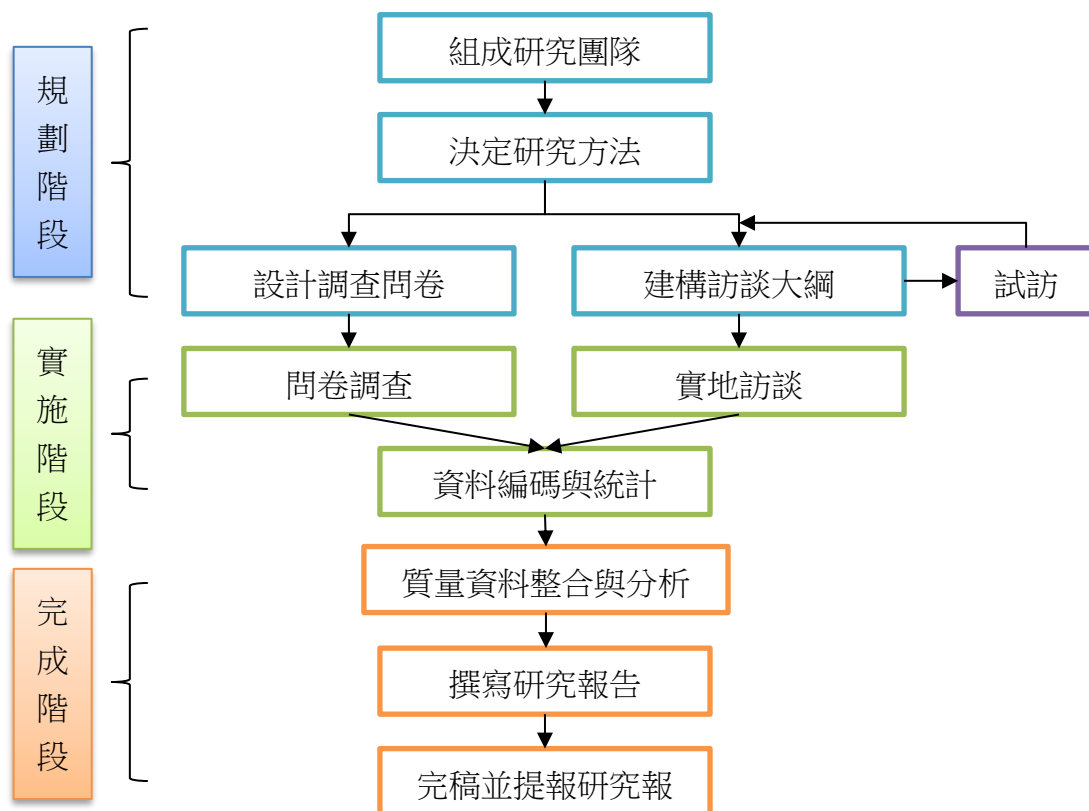 規劃階段
組成研究團隊
決定研究方法
設計調查問卷
建構訪談大綱
試訪
實施階段
問卷調查
實地訪談
資料編碼與統計
完成階段
質量資料整合與分析
撰寫研究報告
完稿並提報研究報